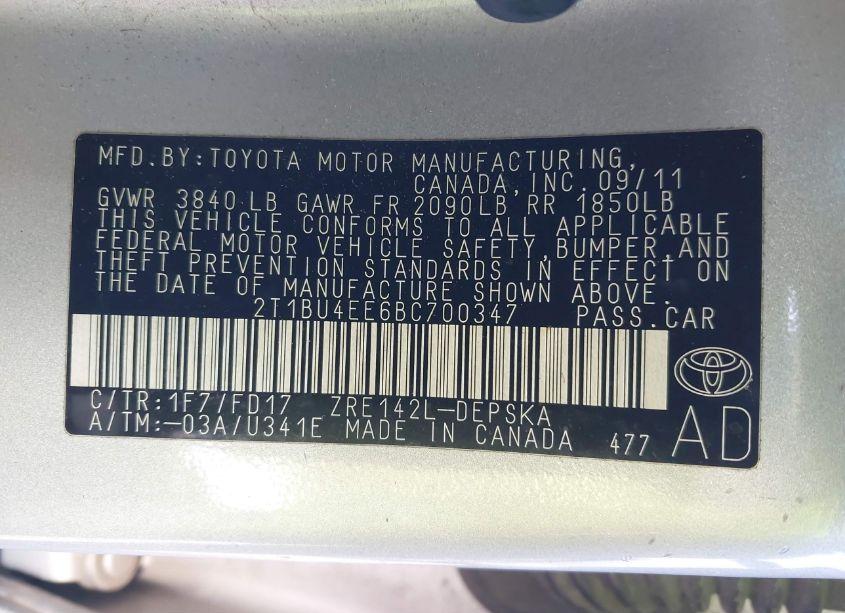 MFD.BY:TOYOTA MOTOR MANUFACTURING,
CANADA,INC.09/11
GVWR 3840 LB GAWR FR 2090LB RR 1850LB
THIS VEHICLE CONFORMS TO ALL APPLICABLE
FEDERAL MOTOR VEHICLE SAFETY,BUMPER,AND
THEFT PREVENTION STANDARDS IN EFFECT ON
THE DATE OF MANUFACTURE SHOWN ABOVE.
2T1BU4EE6BC700347 PASS.CAR
C/TR:1F7/FD17 ZRE142L-DEPSKA
A/TM:-03A/U341E MADE IN CANADA 477 AD